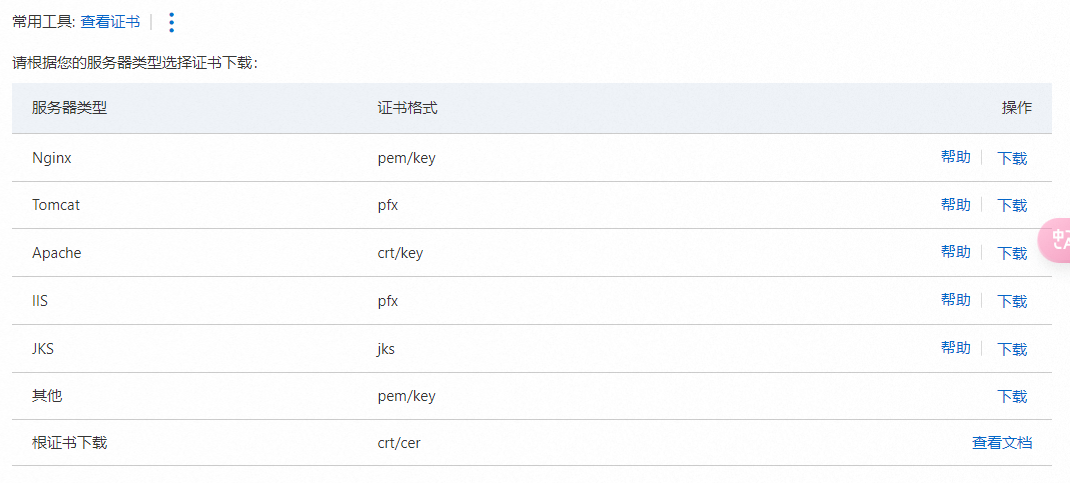 常用工具: 查看证书
请根据您的服务器类型选择证书下载:
服务器类型 证书格式 操作
Nginx pem/key 帮助 下载
Tomcat pfx 帮助 下载
Apache crt/key 帮助 下载
IIS pfx 帮助 下载
JKS jks 帮助 下载
其他 pem/key 下载
根证书下载 crt/cer 查看文档